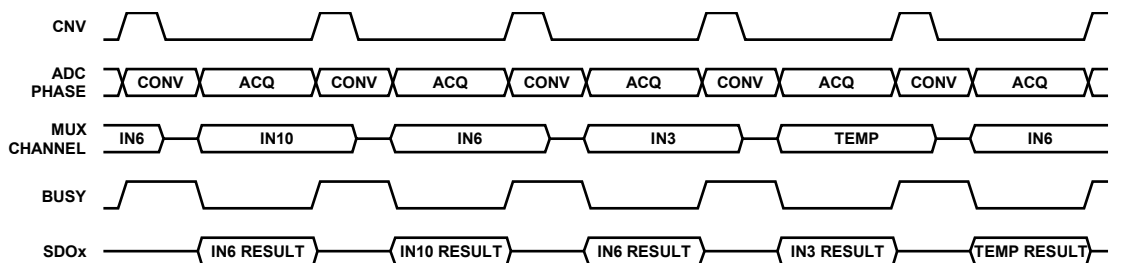 CNV
ADC
PHASE
CONV ACQ CONV ACQ CONV ACQ CONV ACQ CONV ACQ
MUX
CHANNEL
IN6 IN10 IN6 IN3 TEMP IN6
BUSY
SDOx
IN6 RESULT IN10 RESULT IN6 RESULT IN3 RESULT TEMP RESULT